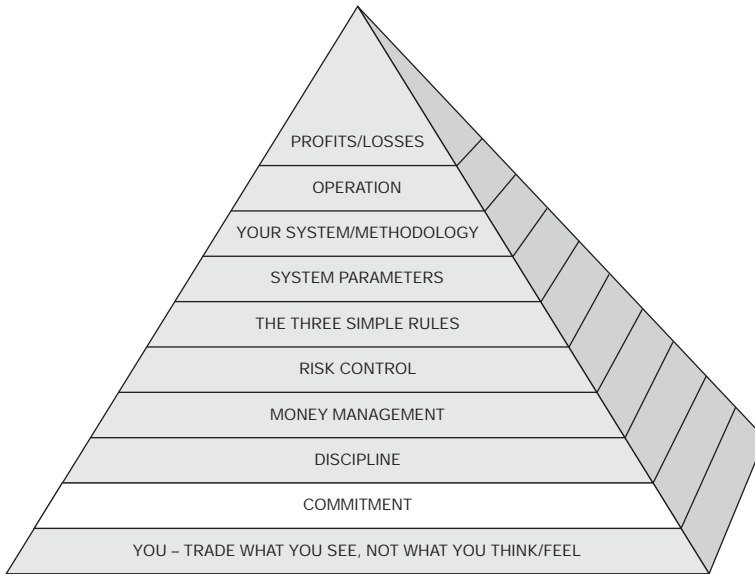 PROFITS/LOSSES
OPERATION
YOUR SYSTEM/METHODOLOGY
SYSTEM PARAMETERS
THE THREE SIMPLE RULES
RISK CONTROL
MONEY MANAGEMENT
DISCIPLINE
COMMITMENT
YOU – TRADE WHAT YOU SEE, NOT WHAT YOU THINK/FEEL